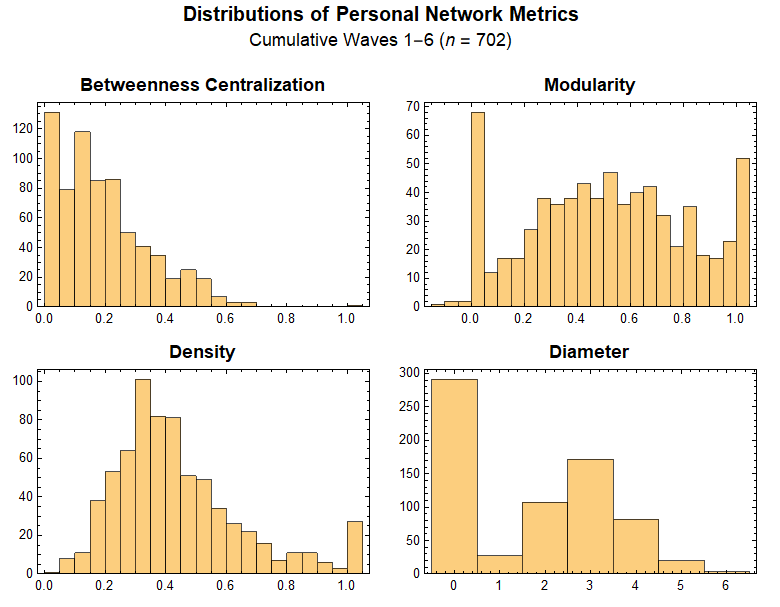 Distributions of Personal Network Metrics
Cumulative Waves 1−6 (n = 702)
Betweenness Centralization
Modularity
120
100
80
60
40
20
0
0.0 0.2 0.4 0.6 0.8 1.0
70
60
50
40
30
20
10
0
0.0 0.2 0.4 0.6 0.8 1.0
Density
Diameter
100
80
60
40
20
0
0.0 0.2 0.4 0.6 0.8 1.0
300
250
200
150
100
50
0
0 1 2 3 4 5 6